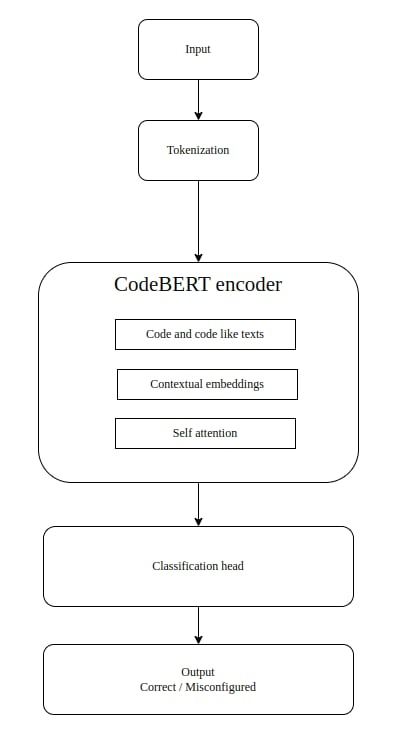 Input
Tokenization
CodeBERT encoder
Code and code like texts
Contextual embeddings
Self attention
Classification head
Output
Correct / Misconfigured